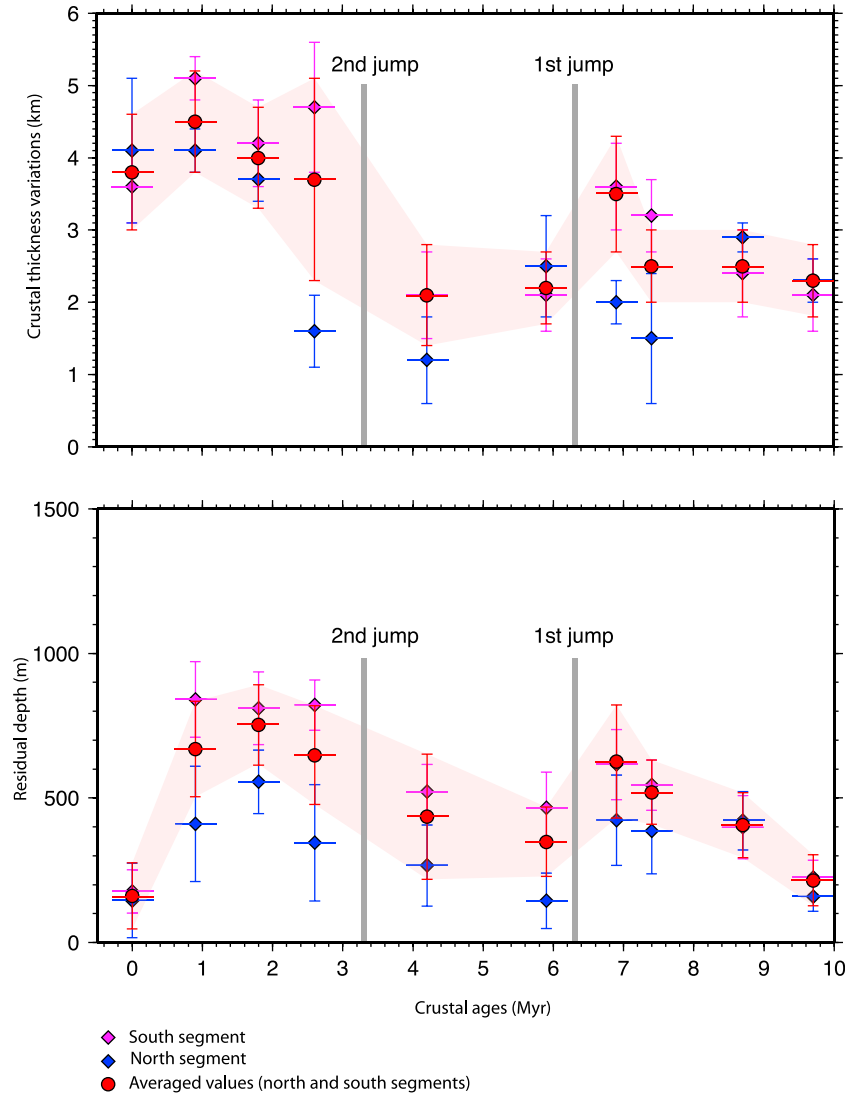 Crustal thickness variations (km)
6
5
4
3
2
1
0
2nd jump
1st jump
Residual depth (m)
1500
1000
500
0
2nd jump
1st jump
0 1 2 3 4 5 6 7 8 9 10
Crustal ages (Myr)
South segment
North segment
Averaged values (north and south segments)